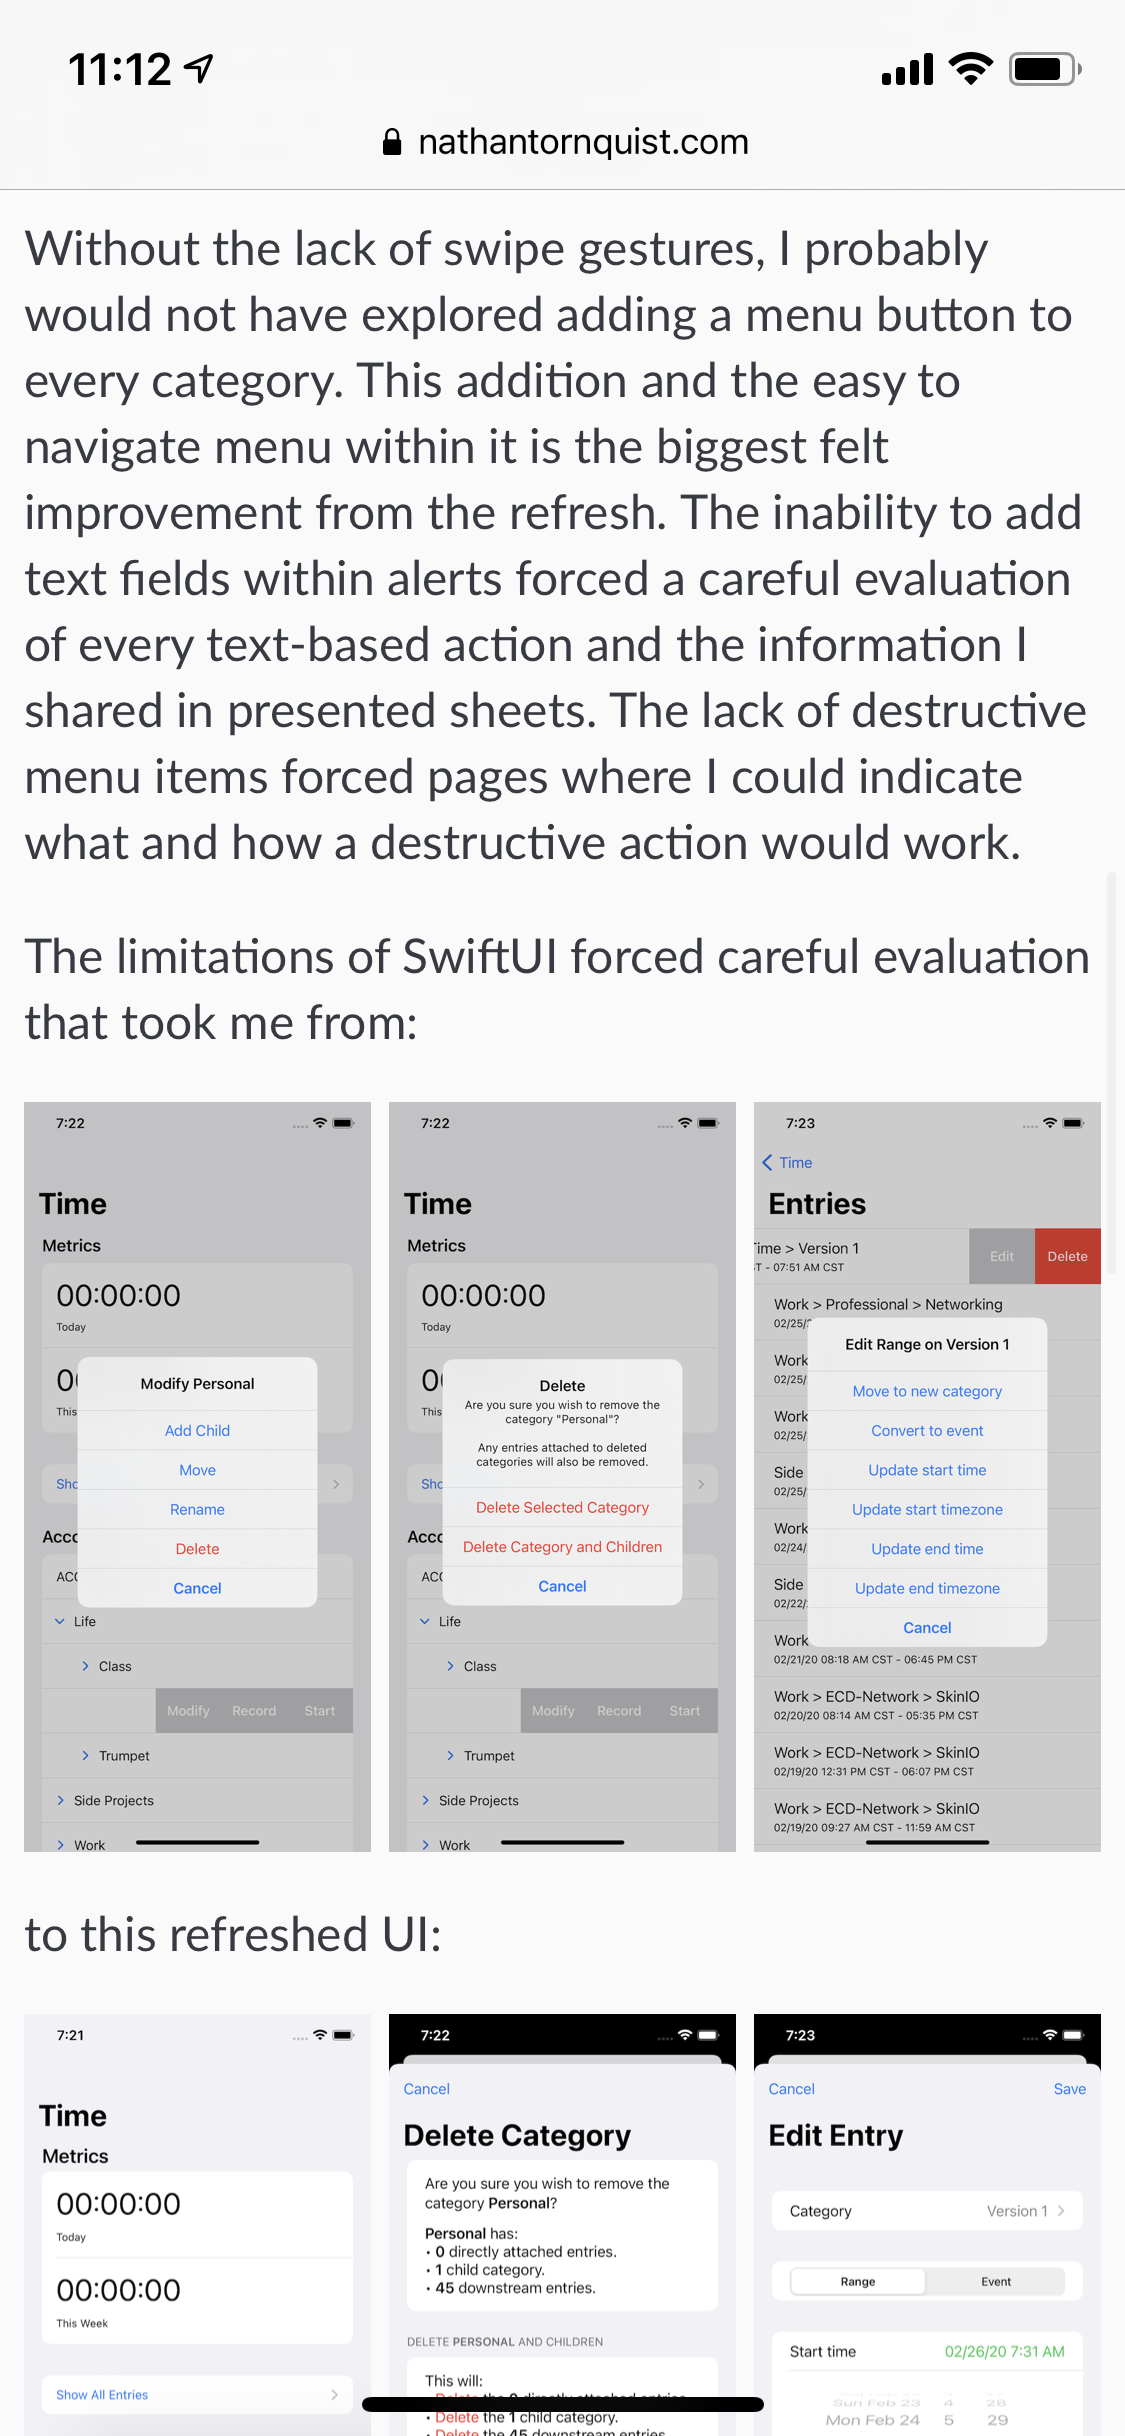 11:12
nathantornquist.com
Without the lack of swipe gestures, I probably
would not have explored adding a menu button to
every category. This addition and the easy to
navigate menu within it is the biggest felt
improvement from the refresh. The inability to add
text fields within alerts forced a careful evaluation
of every text-based action and the information I
shared in presented sheets. The lack of destructive
menu items forced pages where I could indicate
what and how a destructive action would work.
The limitations of SwiftUI forced careful evaluation
that took me from:
7:22
Time
Metrics
00:00:00
Today
Modify Personal
Add Child
Move
Rename
Delete
Cancel
Life
Class
Modify Record Start
Trumpet
Side Projects
Work
7:22
Time
Metrics
00:00:00
Today
Delete
Are you sure you wish to remove the
category "Personal"?
Any entries attached to deleted
categories will also be removed.
Delete Selected Category
Delete Category and Children
Cancel
Life
Class
Modify Record Start
Trumpet
Side Projects
Work
7:23
Time
Entries
Time > Version 1
T - 07:51 AM CST
Edit Delete
Work > Professional > Networking
02/25/
Work
02/25/
Work
02/25/
Side
02/25/
Work
02/24/
Side
02/22/
Work
Edit Range on Version 1
Move to new category
Convert to event
Update start time
Update start timezone
Update end time
Update end timezone
Cancel
02/21/20 08:18 AM CST - 06:45 PM CST
Work > ECD-Network > SkinIO
02/20/20 08:14 AM CST - 05:35 PM CST
Work > ECD-Network > SkinIO
02/19/20 12:31 PM CST - 06:07 PM CST
Work > ECD-Network > SkinIO
02/19/20 09:27 AM CST - 11:59 AM CST
to this refreshed UI:
7:21
Time
Metrics
00:00:00
Today
00:00:00
This Week
Show All Entries
7:22
Cancel
Delete Category
Are you sure you wish to remove the
category Personal?
Personal has:
• 0 directly attached entries.
• 1 child category.
• 45 downstream entries.
DELETE PERSONAL AND CHILDREN
This will:
• Delete the 0 directly attached entries.
• Delete the 1 child category.
• Delete the 45 downstream entries
7:23
Cancel Save
Edit Entry
Category Version 1
Range Event
Start time 02/26/20 7:31 AM
Sun Feb 23 4 28
Mon Feb 24 5 29